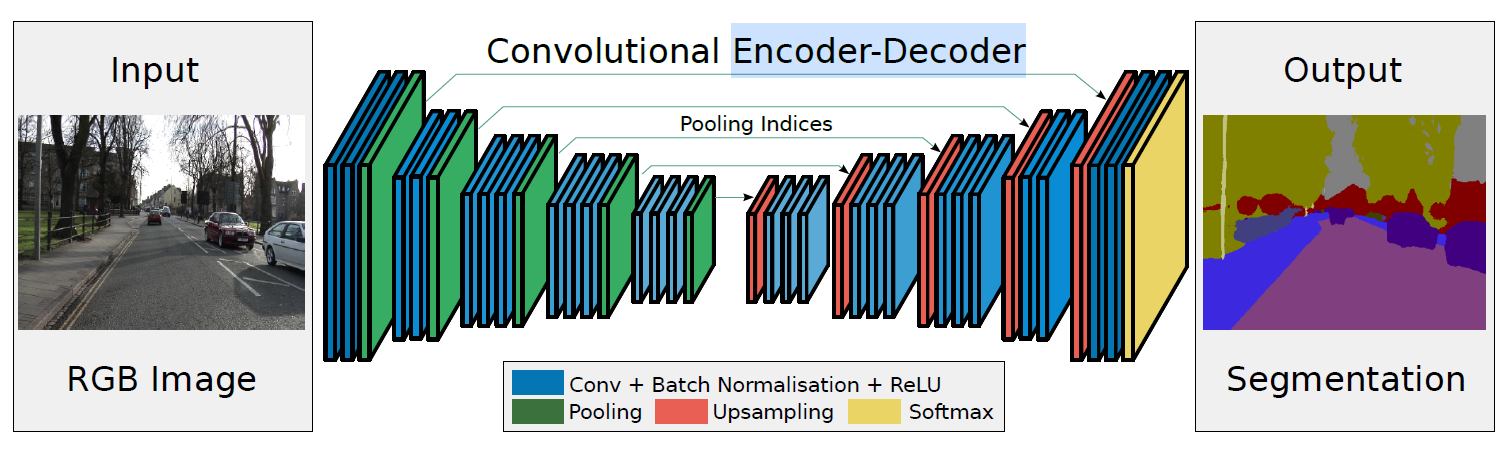 Input
RGB Image
Convolutional Encoder-Decoder
Pooling Indices
Conv + Batch Normalisation + ReLU
Pooling
Upsampling
Softmax
Output
Segmentation